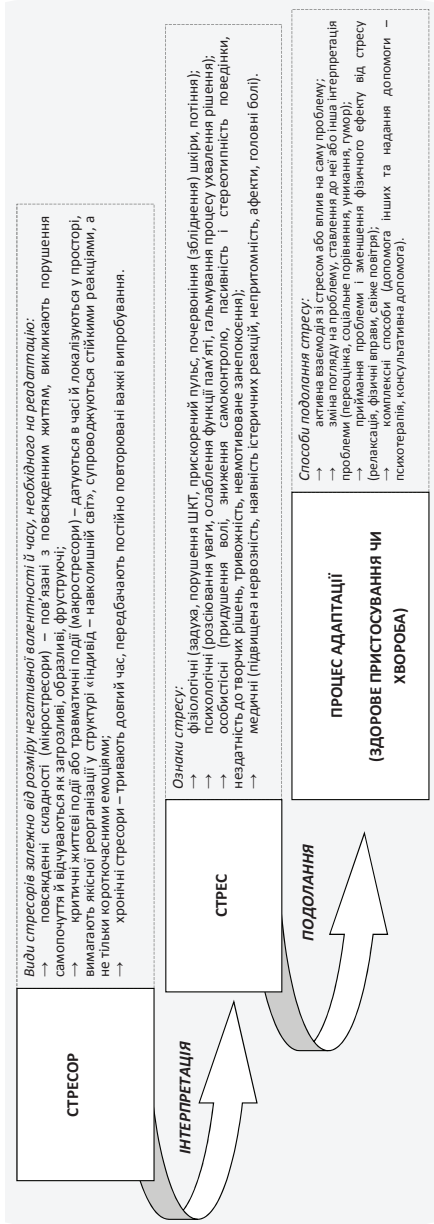 СТРЕСОР
Види стресорів залежно від розміру негативної валентності й часу, необхідного на реадаптацію:
→ повсякденні складності (мікростресори) – пов'язані з повсякденним життям, викликають порушення
самопочуття й відчуваються як загрозливі, образливі, фруструючі;
→ критичні життєві події або травматичні події (макростресори) – датуються в часі й локалізуються у просторі,
вимагають якісної реорганізації у структурі «індивід – навколишній світ», супроводжуються стійкими реакціями, а
не тільки короткочасними емоціями;
→ хронічні стресори – тривають довгий час, передбачають постійно повторювані важкі випробування.
ІНТЕРПРЕТАЦІЯ
СТРЕС
Ознаки стресу:
→ фізіологічні (задуха, порушення ШКТ, прискорений пульс, почервоніння (збліднення) шкіри, потіння);
→ психологічні (розсіювання уваги, ослаблення функції пам'яті, гальмування процесу ухвалення рішення);
→ особистісні (придушення волі, зниження самоконтролю, пасивність і стереотипність поведінки,
нездатність до творчих рішень, тривожність, невмотивоване занепокоєння);
→ медичні (підвищена нервозність, наявність істеричних реакцій, непритомність, афекти, головні болі).
ПОДОЛАННЯ
ПРОЦЕС АДАПТАЦІЇ
(ЗДОРОВЕ ПРИСТОСУВАННЯ ЧИ
ХВОРОБА)
Способи подолання стресу:
→ активна взаємодія зі стресом або вплив на саму проблему;
→ зміна погляду на проблему, ставлення до неї або інша інтерпретація
проблеми (переоцінка, соціальне порівняння, уникання, гумор);
→ приймання проблеми і зменшення фізичного ефекту від стресу
(релаксація, фізичні вправи, свіже повітря);
→ комплексні способи (допомога інших та надання допомоги –
психотерапія, консультативна допомога).